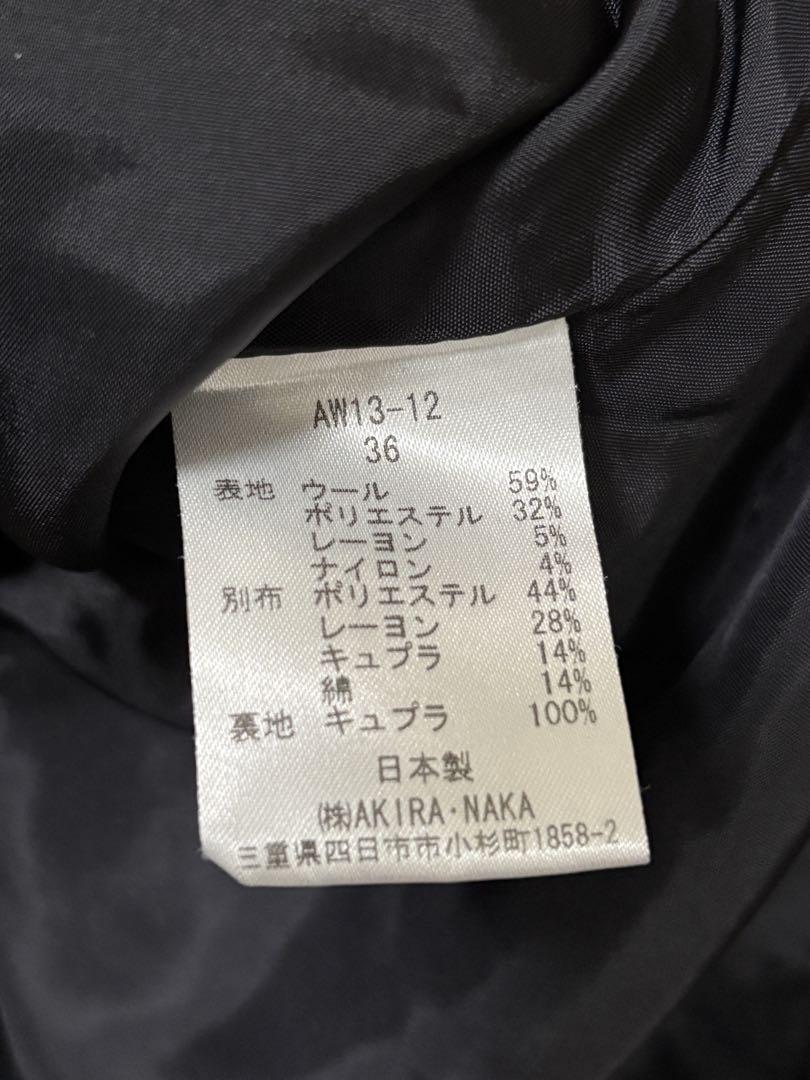 AW13-12
36
表地 ウール 59%
ポリエステル 32%
レーヨン 5%
ナイロン 4%
別布 ポリエステル 44%
レーヨン 28%
キュプラ 14%
綿 14%
裏地 キュプラ 100%
日本製
㈱AKIRA・NAKA
三重県四日市市小杉町1858-2